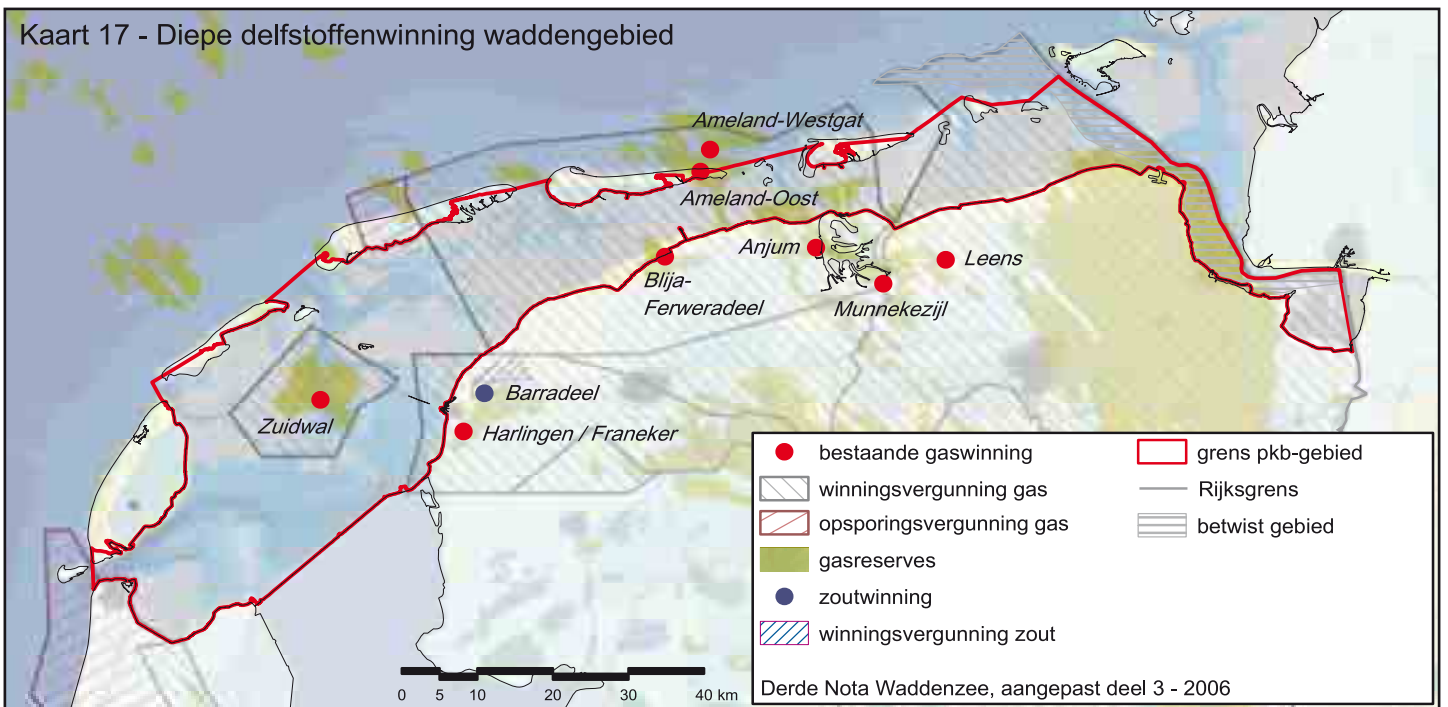 Kaart 17 - Diepe delfstoffenwinning waddengebied
Ameland-Westgat
Ameland-Oost
Anjum
Leens
Blija-
Ferweradeel
Munnekezijl
Barradeel
Zuidwal
Harlingen / Franeker
bestaande gaswinning
winningsvergunning gas
opsporingsvergunning gas
gasreserves
zoutwinning
winningsvergunning zout
grens pkb-gebied
Rijksgrens
betwist gebied
0 5 10 20 30 40 km
Derde Nota Waddenzee, aangepast deel 3 - 2006